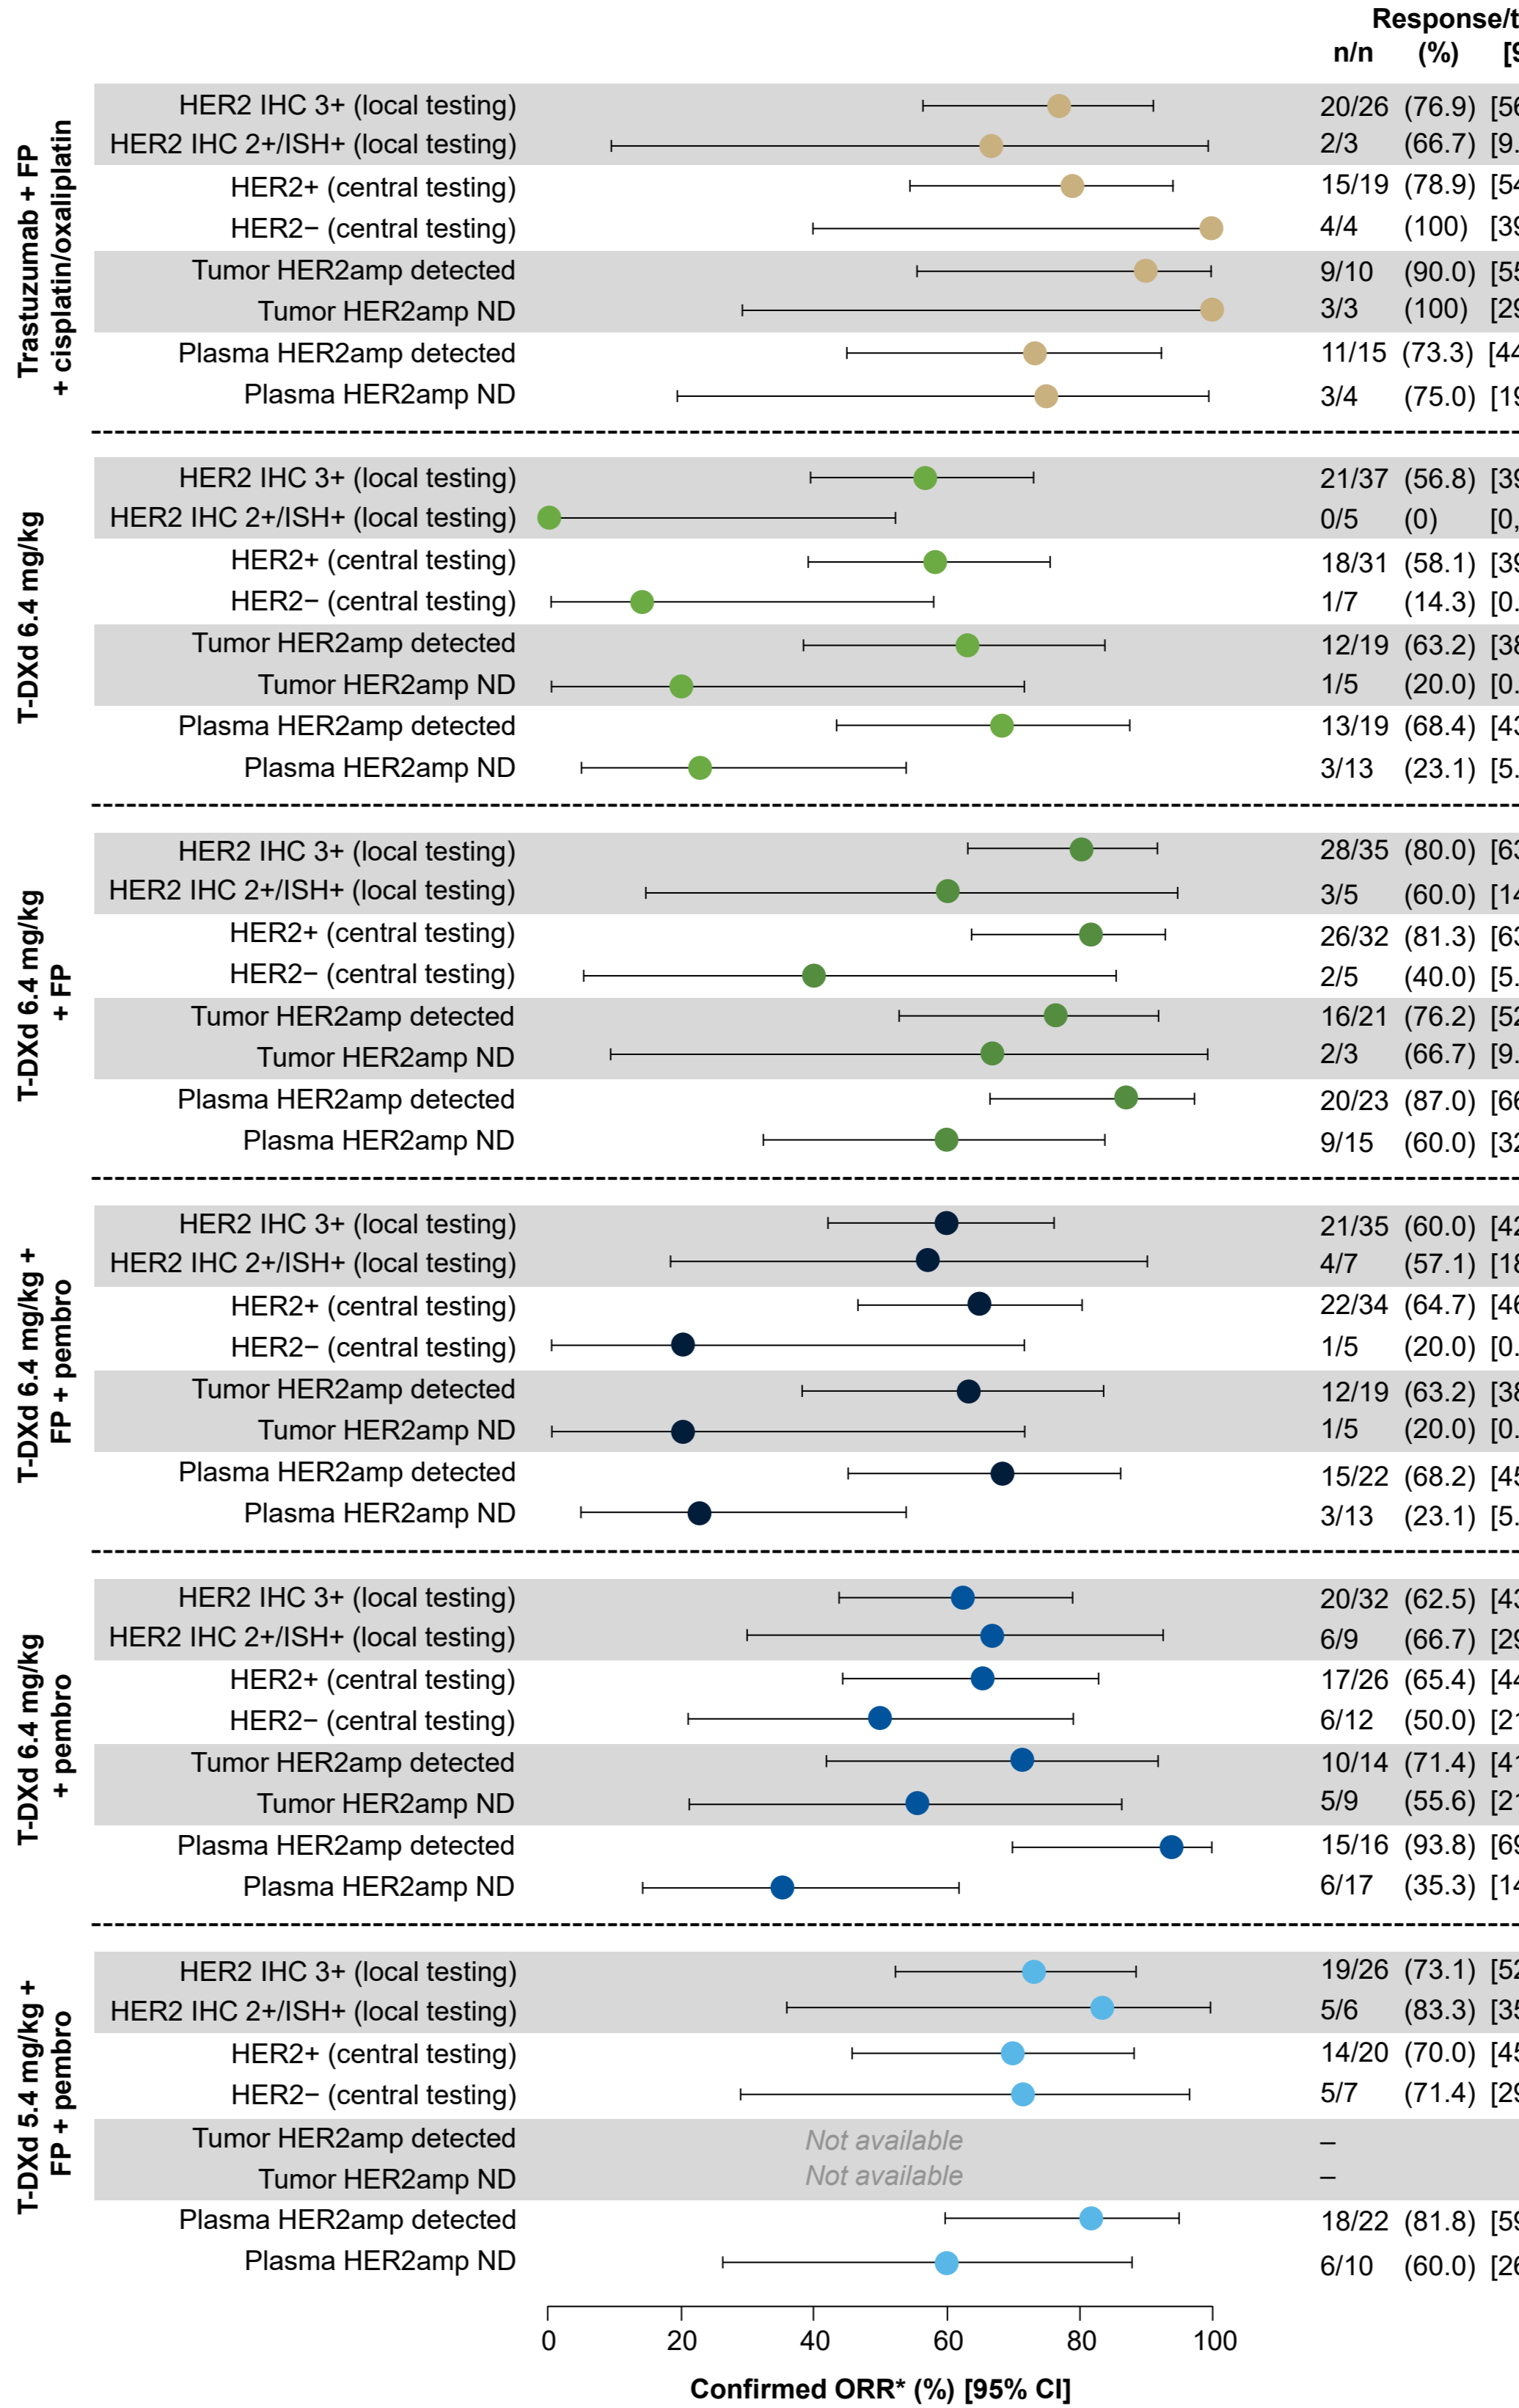 Response/t
n/n (%) [9
Trastuzumab + FP
+ cisplatin/oxaliplatin
HER2 IHC 3+ (local testing) 20/26 (76.9) [56
HER2 IHC 2+/ISH+ (local testing) 2/3 (66.7) [9.
HER2+ (central testing) 15/19 (78.9) [54
HER2− (central testing) 4/4 (100) [39
Tumor HER2amp detected 9/10 (90.0) [55
Tumor HER2amp ND 3/3 (100) [29
Plasma HER2amp detected 11/15 (73.3) [44
Plasma HER2amp ND 3/4 (75.0) [19
T-DXd 6.4 mg/kg
HER2 IHC 3+ (local testing) 21/37 (56.8) [39
HER2 IHC 2+/ISH+ (local testing) 0/5 (0) [0,
HER2+ (central testing) 18/31 (58.1) [39
HER2− (central testing) 1/7 (14.3) [0.
Tumor HER2amp detected 12/19 (63.2) [38
Tumor HER2amp ND 1/5 (20.0) [0.
Plasma HER2amp detected 13/19 (68.4) [43
Plasma HER2amp ND 3/13 (23.1) [5.
T-DXd 6.4 mg/kg
+ FP
HER2 IHC 3+ (local testing) 28/35 (80.0) [63
HER2 IHC 2+/ISH+ (local testing) 3/5 (60.0) [14
HER2+ (central testing) 26/32 (81.3) [63
HER2− (central testing) 2/5 (40.0) [5.
Tumor HER2amp detected 16/21 (76.2) [52
Tumor HER2amp ND 2/3 (66.7) [9.
Plasma HER2amp detected 20/23 (87.0) [66
Plasma HER2amp ND 9/15 (60.0) [32
T-DXd 6.4 mg/kg +
FP + pembro
HER2 IHC 3+ (local testing) 21/35 (60.0) [42
HER2 IHC 2+/ISH+ (local testing) 4/7 (57.1) [18
HER2+ (central testing) 22/34 (64.7) [46
HER2− (central testing) 1/5 (20.0) [0.
Tumor HER2amp detected 12/19 (63.2) [38
Tumor HER2amp ND 1/5 (20.0) [0.
Plasma HER2amp detected 15/22 (68.2) [45
Plasma HER2amp ND 3/13 (23.1) [5.
T-DXd 6.4 mg/kg
+ pembro
HER2 IHC 3+ (local testing) 20/32 (62.5) [43
HER2 IHC 2+/ISH+ (local testing) 6/9 (66.7) [29
HER2+ (central testing) 17/26 (65.4) [44
HER2− (central testing) 6/12 (50.0) [21
Tumor HER2amp detected 10/14 (71.4) [41
Tumor HER2amp ND 5/9 (55.6) [21
Plasma HER2amp detected 15/16 (93.8) [69
Plasma HER2amp ND 6/17 (35.3) [14
T-DXd 5.4 mg/kg +
FP + pembro
HER2 IHC 3+ (local testing) 19/26 (73.1) [52
HER2 IHC 2+/ISH+ (local testing) 5/6 (83.3) [35
HER2+ (central testing) 14/20 (70.0) [45
HER2− (central testing) 5/7 (71.4) [29
Tumor HER2amp detected Not available –
Tumor HER2amp ND Not available –
Plasma HER2amp detected 18/22 (81.8) [59
Plasma HER2amp ND 6/10 (60.0) [26
0 20 40 60 80 100
Confirmed ORR* (%) [95% CI]